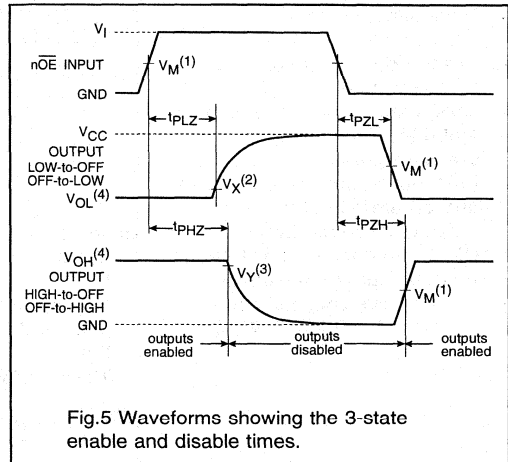 V_I
nOE INPUT
V_M(1)
GND
t_PLZ
t_PZL
V_CC
OUTPUT
LOW-to-OFF
OFF-to-LOW
V_OL(4)
V_X(2)
V_M(1)
t_PHZ
t_PZH
V_OH(4)
OUTPUT
HIGH-to-OFF
OFF-to-HIGH
GND
V_Y(3)
V_M(1)
outputs
enabled
outputs
disabled
outputs
enabled
Fig.5 Waveforms showing the 3-state
enable and disable times.